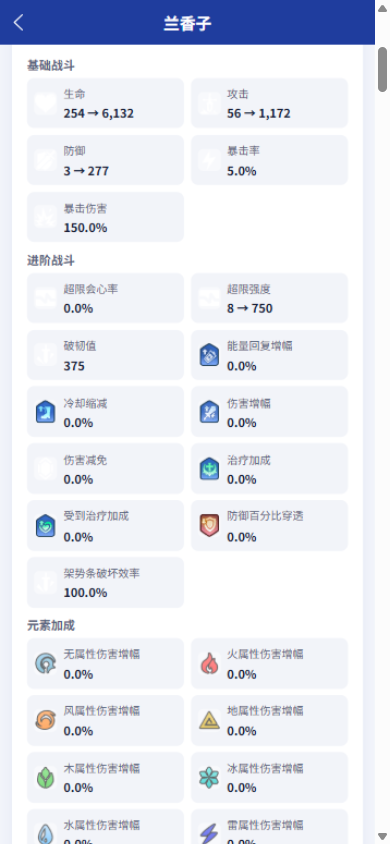 兰香子
基础战斗
生命
254 → 6,132
攻击
56 → 1,172
防御
3 → 277
暴击率
5.0%
暴击伤害
150.0%
进阶战斗
超限会心率
0.0%
超限强度
8 → 750
破韧值
375
能量回复增幅
0.0%
冷却缩减
0.0%
伤害增幅
0.0%
伤害减免
0.0%
治疗加成
0.0%
受到治疗加成
0.0%
防御百分比穿透
0.0%
架势条破坏效率
100.0%
元素加成
无属性伤害增幅
0.0%
火属性伤害增幅
0.0%
风属性伤害增幅
0.0%
地属性伤害增幅
0.0%
木属性伤害增幅
0.0%
冰属性伤害增幅
0.0%
水属性伤害增幅
0.0%
雷属性伤害增幅
0.0%